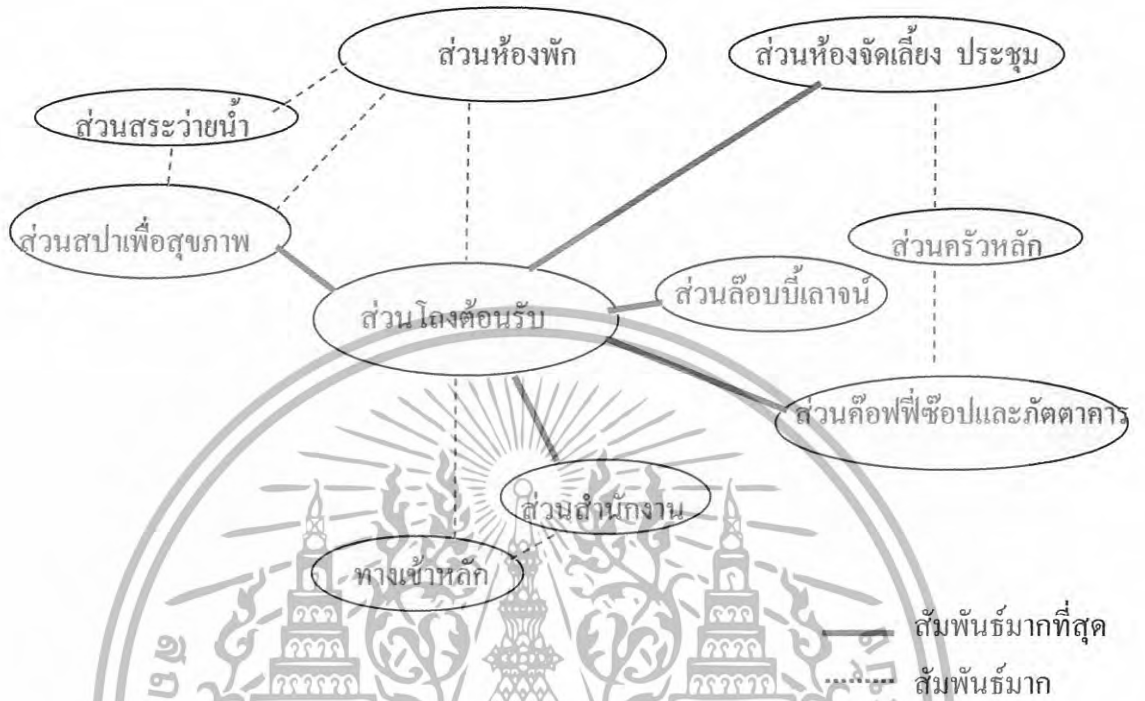 ส่วนห้องพัก
ส่วนห้องจัดเลี้ยง ประชุม
ส่วนสระว่ายน้ำ
ส่วนสปาเพื่อสุขภาพ
ส่วนครัวหลัก
ส่วนล๊อบบี้เลาจน์
ส่วนโถงต้อนรับ
ส่วนค๊อฟฟี่ช๊อปและภัตตาคาร
ส่วนสำนักงาน
ทางเข้าหลัก
สัมพันธ์มากที่สุด
สัมพันธ์มาก